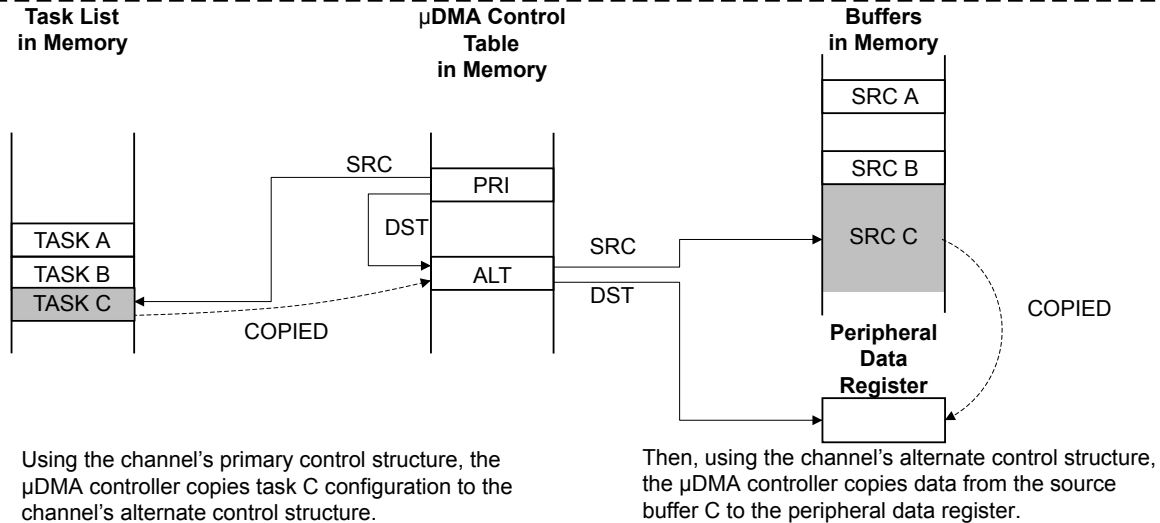 Task List
in Memory
µDMA Control
Table
in Memory
Buffers
in Memory
SRC A
SRC B
SRC C
SRC
PRI
DST
ALT
SRC
DST
TASK A
TASK B
TASK C
COPIED
COPIED
Peripheral
Data
Register
Using the channel’s primary control structure, the
µDMA controller copies task C configuration to the
channel’s alternate control structure.
Then, using the channel’s alternate control structure,
the µDMA controller copies data from the source
buffer C to the peripheral data register.